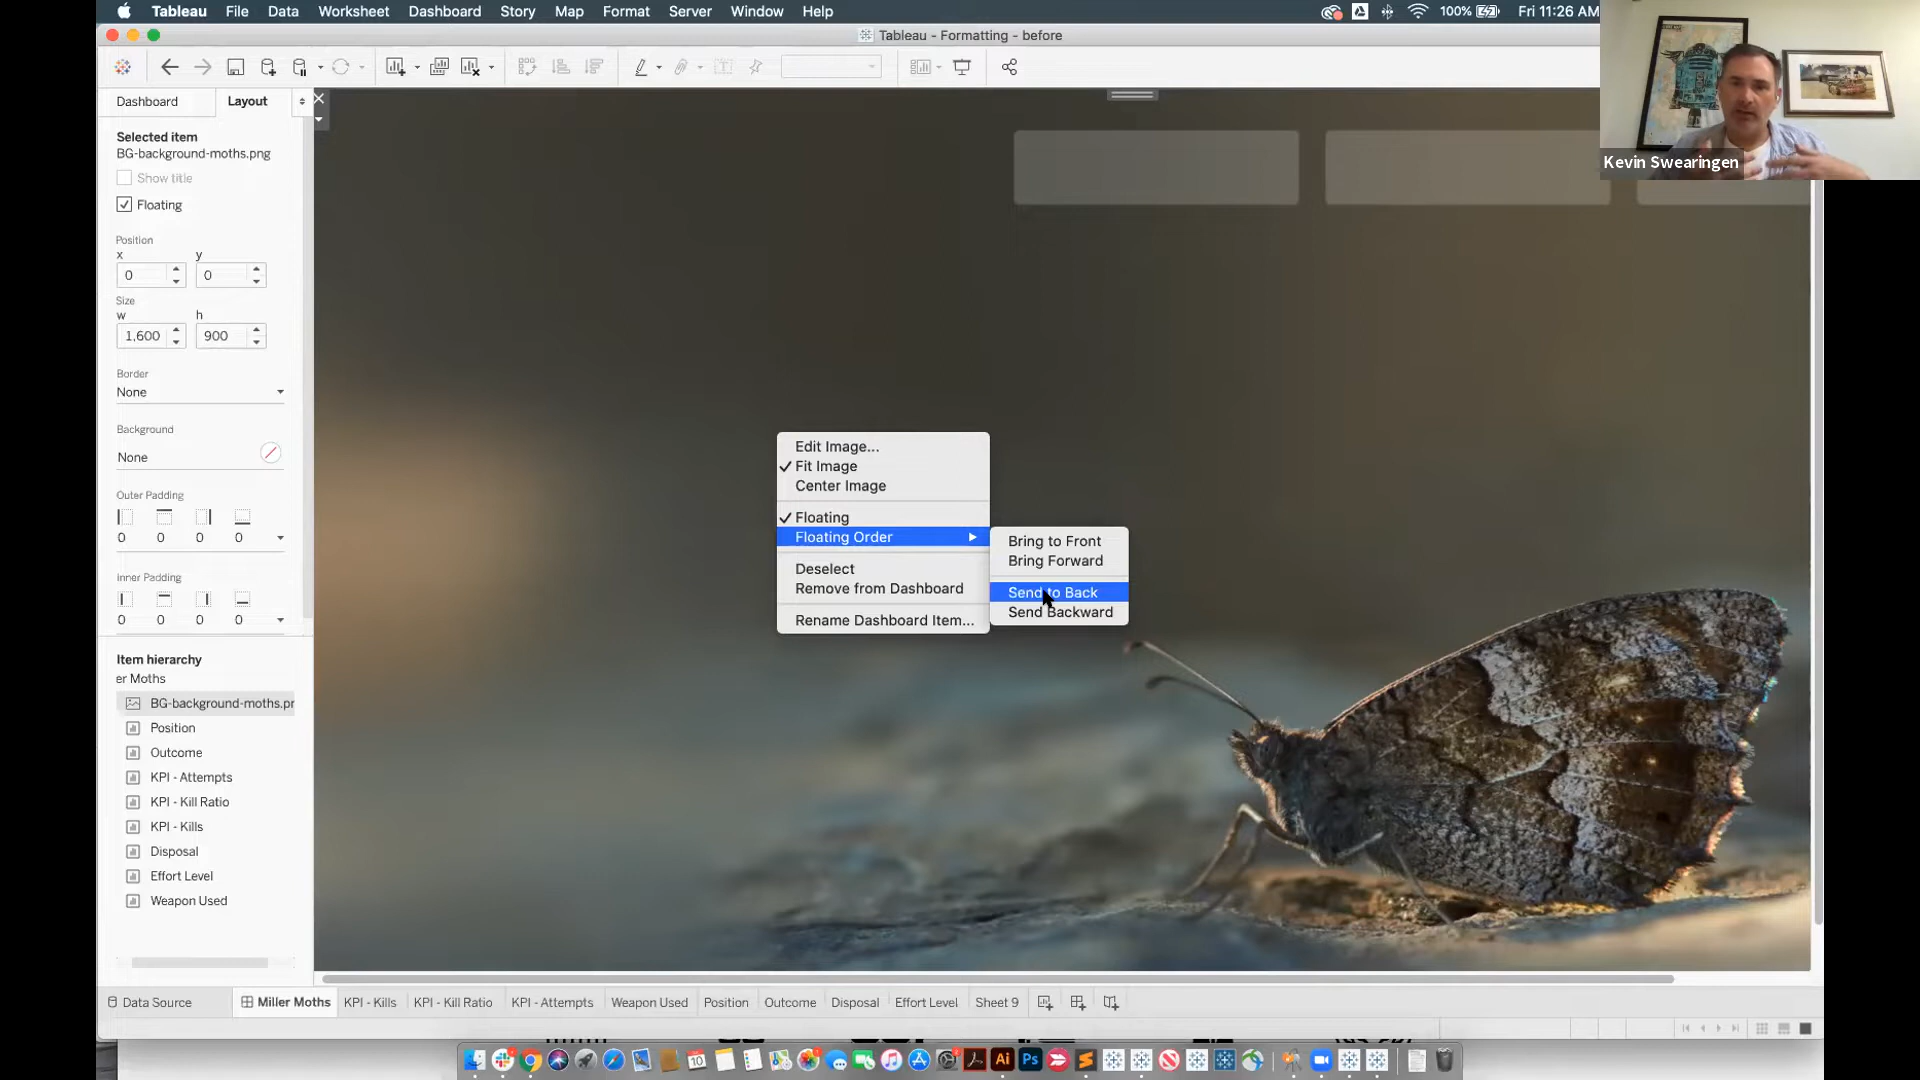 Tableau File Data Worksheet Dashboard Story Map Format Server Window Help
100% Fri 11:26 AM
Tableau - Formatting - before
Kevin Swearingen
Dashboard Layout
Selected item
BG-background-moths.png
Show title
Floating
Position
x y
0 0
Size
w h
1,600 900
Border
None
Background
None
Outer Padding
0 0 0 0
Inner Padding
0 0 0 0
Item hierarchy
er Moths
BG-background-moths.pr
Position
Outcome
KPI - Attempts
KPI - Kill Ratio
KPI - Kills
Disposal
Effort Level
Weapon Used
Edit Image...
Fit Image
Center Image
Floating
Floating Order
Deselect
Remove from Dashboard
Rename Dashboard Item...
Bring to Front
Bring Forward
Send to Back
Send Backward
Data Source Miller Moths KPI - Kills KPI - Kill Ratio KPI - Attempts Weapon Used Position Outcome Disposal Effort Level Sheet 9